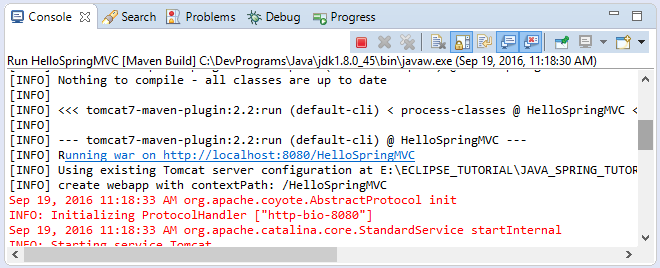 Console Search Problems Debug Progress
Run HelloSpringMVC [Maven Build] C:\DevPrograms\Java\jdk1.8.0_45\bin\javaw.exe (Sep 19, 2016, 11:18:30 AM)
[INFO] Nothing to compile - all classes are up to date
[INFO]
[INFO] <<< tomcat7-maven-plugin:2.2:run (default-cli) < process-classes @ HelloSpringMVC <
[INFO]
[INFO] --- tomcat7-maven-plugin:2.2:run (default-cli) @ HelloSpringMVC ---
[INFO] Running war on http://localhost:8080/HelloSpringMVC
[INFO] Using existing Tomcat server configuration at E:\ECLIPSE_TUTORIAL\JAVA_SPRING_TUTOR
[INFO] create webapp with contextPath: /HelloSpringMVC
Sep 19, 2016 11:18:33 AM org.apache.coyote.AbstractProtocol init
INFO: Initializing ProtocolHandler ["http-bio-8080"]
Sep 19, 2016 11:18:33 AM org.apache.catalina.core.StandardService startInternal
INFO: Starting service Tomcat